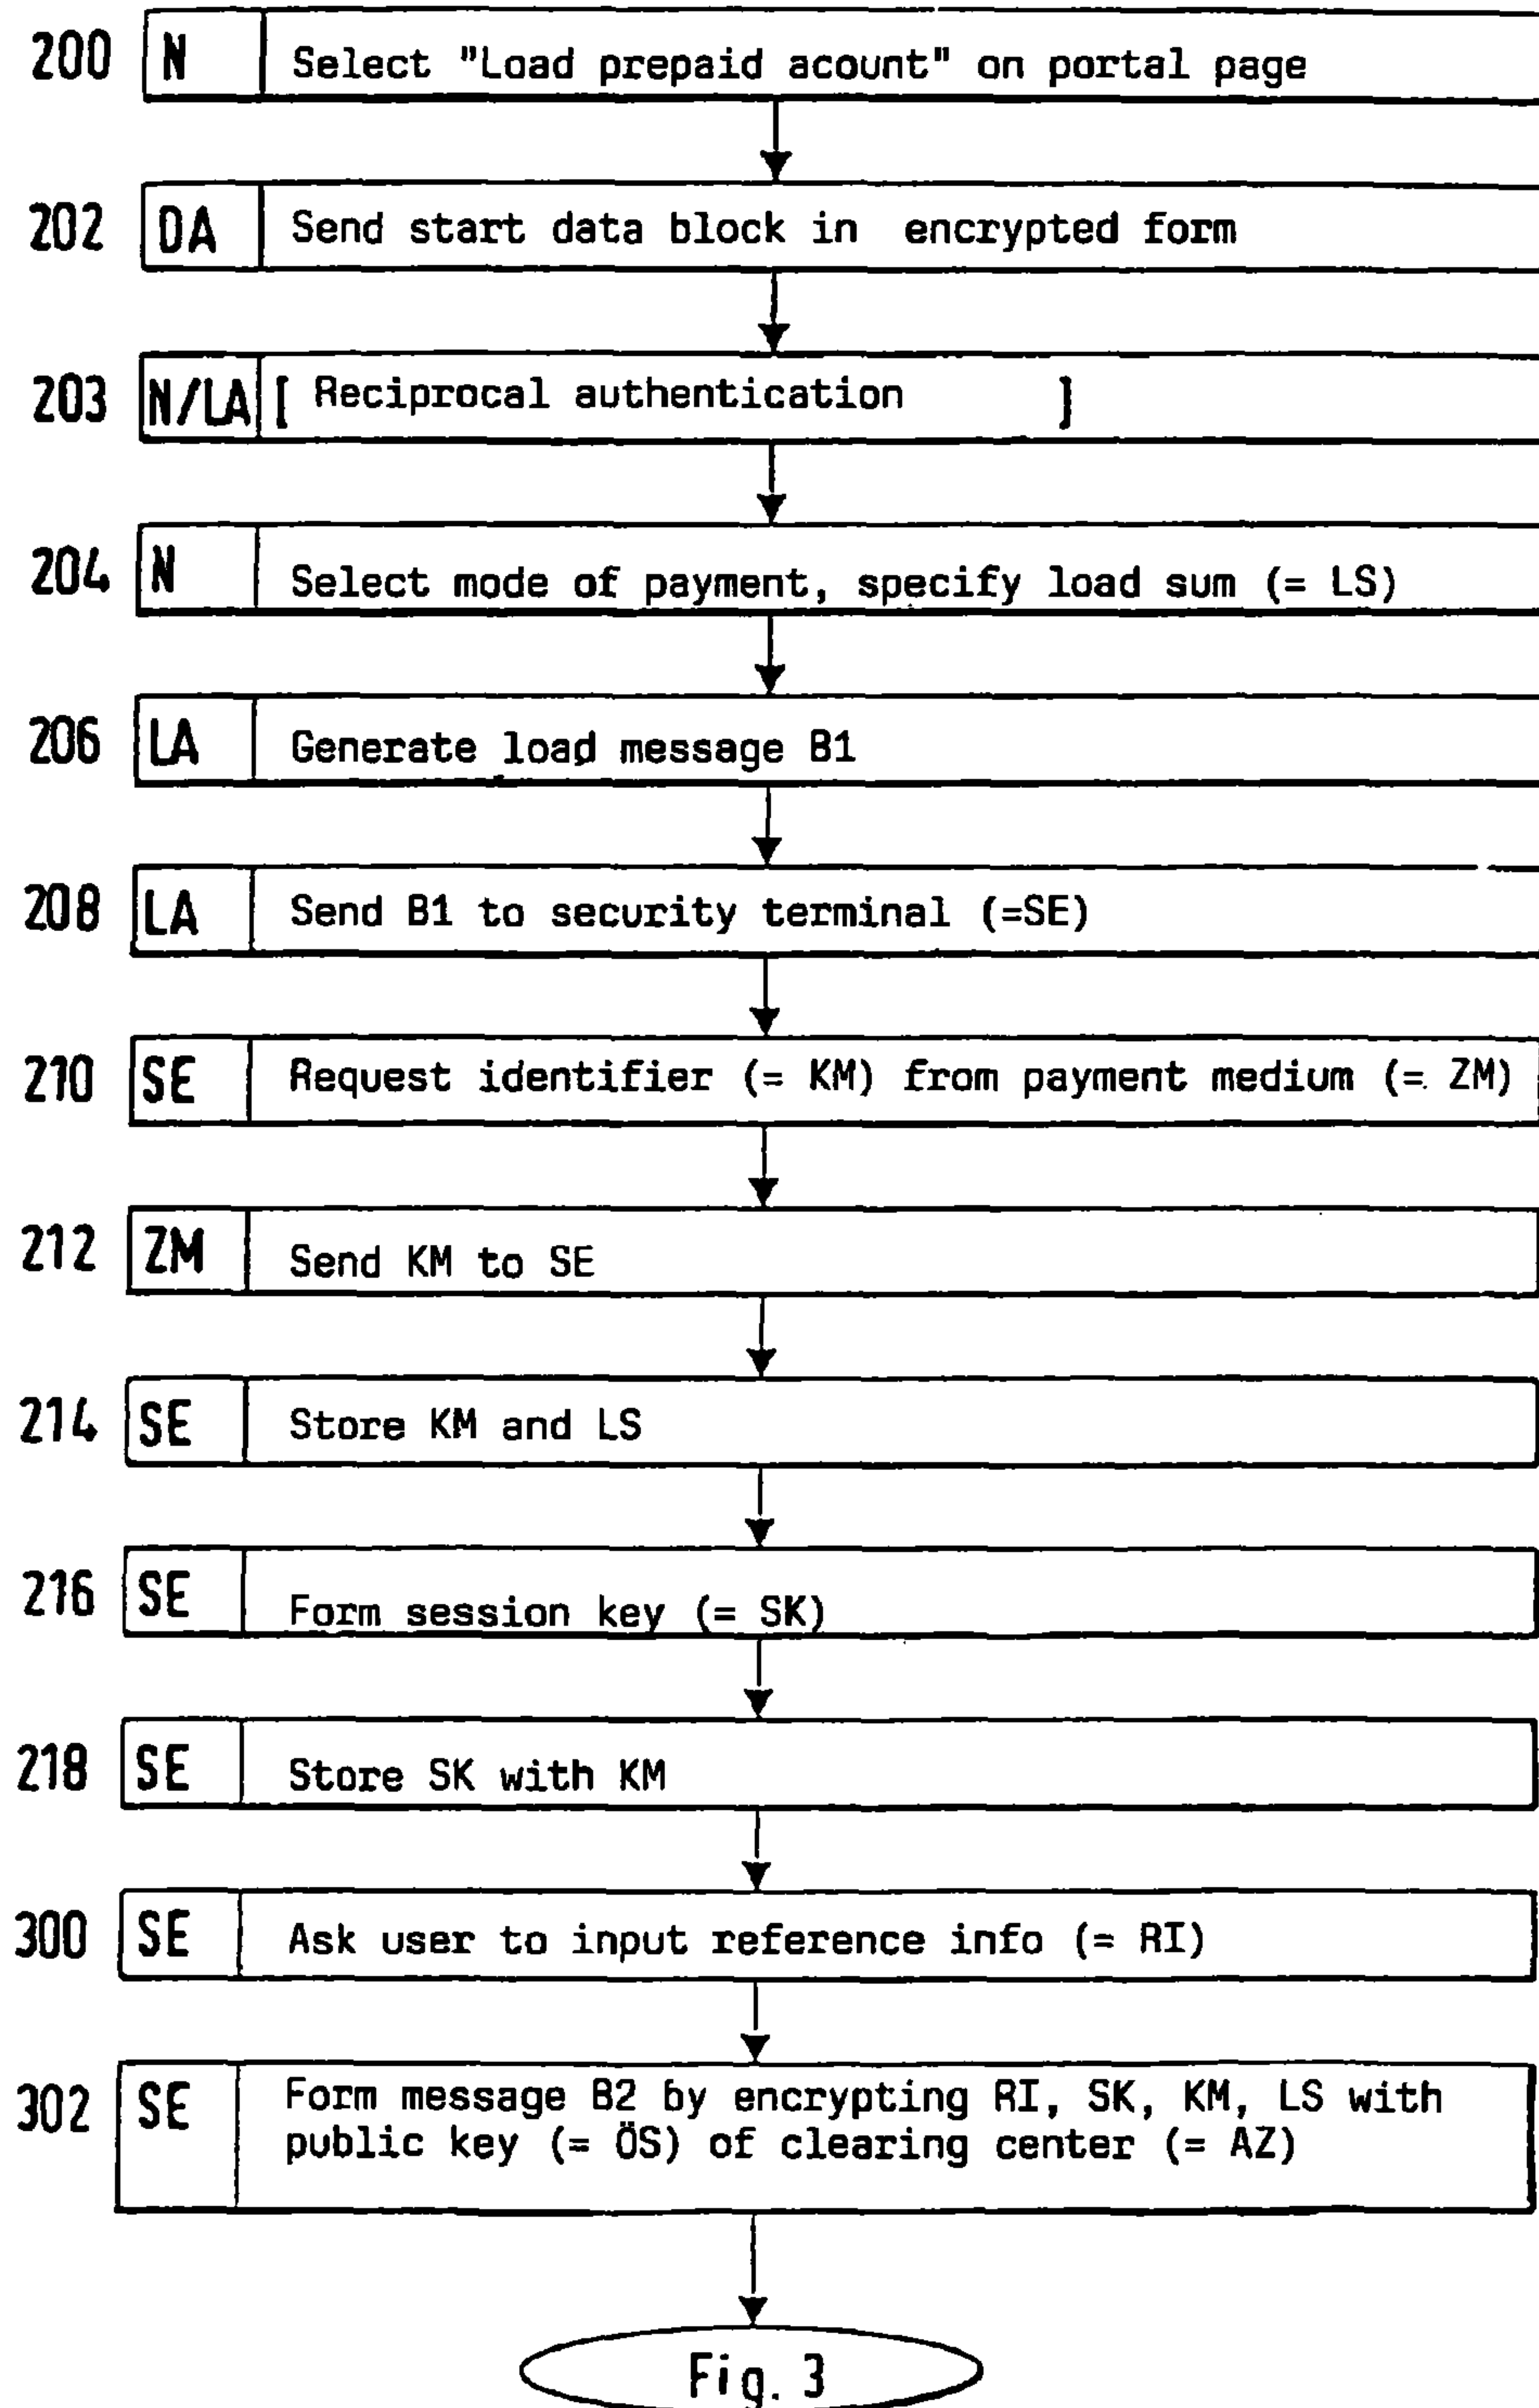 200 N Select "Load prepaid acount" on portal page
202 DA Send start data block in encrypted form
203 N/LA [ Reciprocal authentication ]
204 N Select mode of payment, specify load sum (= LS)
206 LA Generate load message B1
208 LA Send B1 to security terminal (=SE)
210 SE Request identifier (= KM) from payment medium (= ZM)
212 ZM Send KM to SE
214 SE Store KM and LS
216 SE Form session key (= SK)
218 SE Store SK with KM
300 SE Ask user to input reference info (= RI)
302 SE Form message B2 by encrypting RI, SK, KM, LS with
public key (= ÖS) of clearing center (= AZ)
Fig. 3